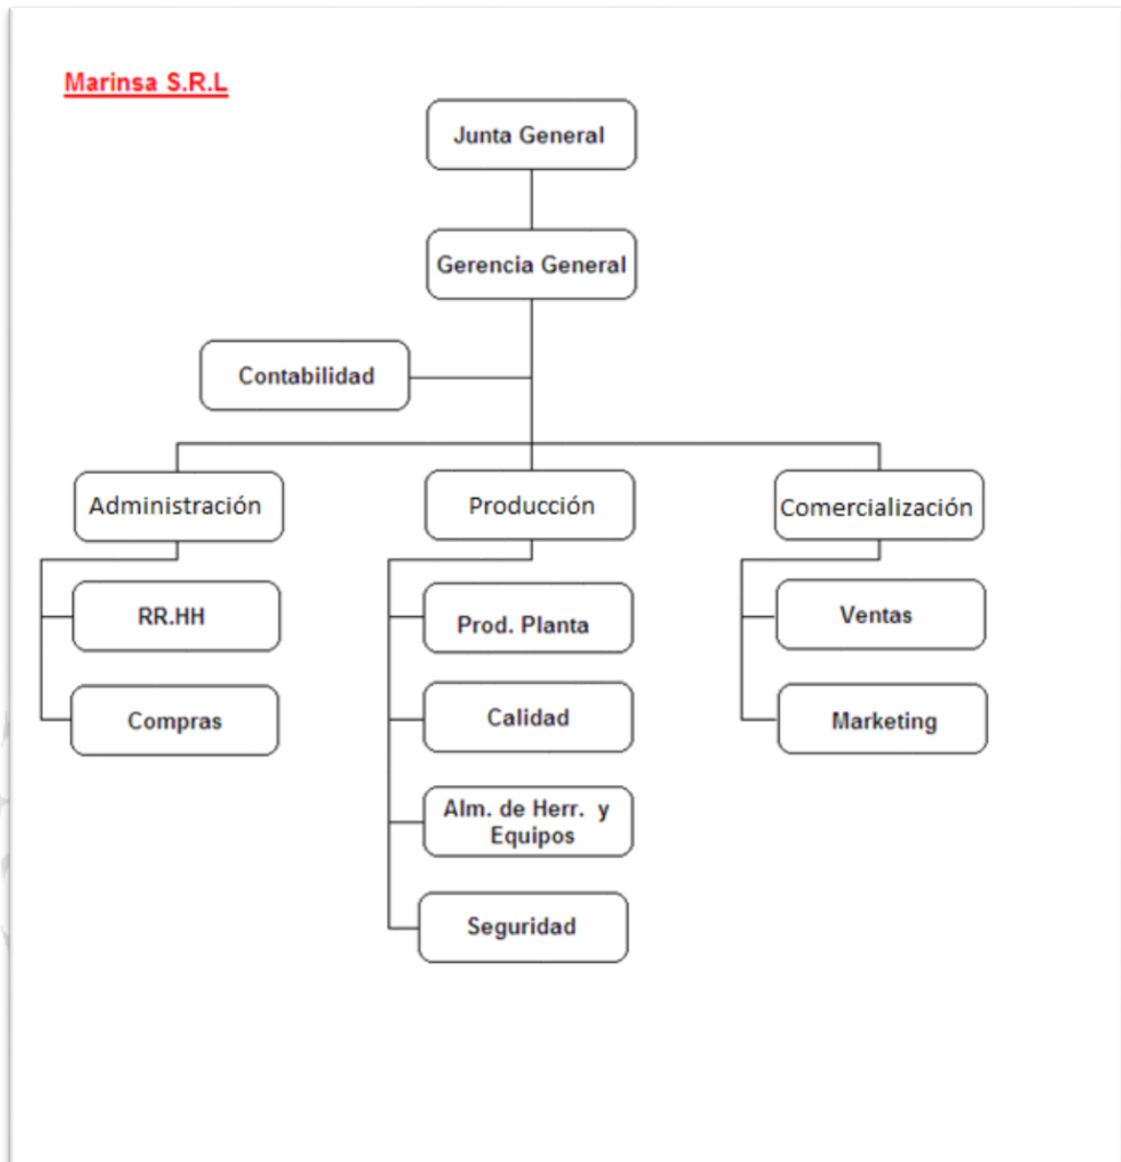 Marinsa S.R.L
Junta General
Gerencia General
Contabilidad
Administración
Producción
Comercialización
RR.HH
Prod. Planta
Ventas
Compras
Calidad
Marketing
Alm. de Herr. y
Equipos
Seguridad